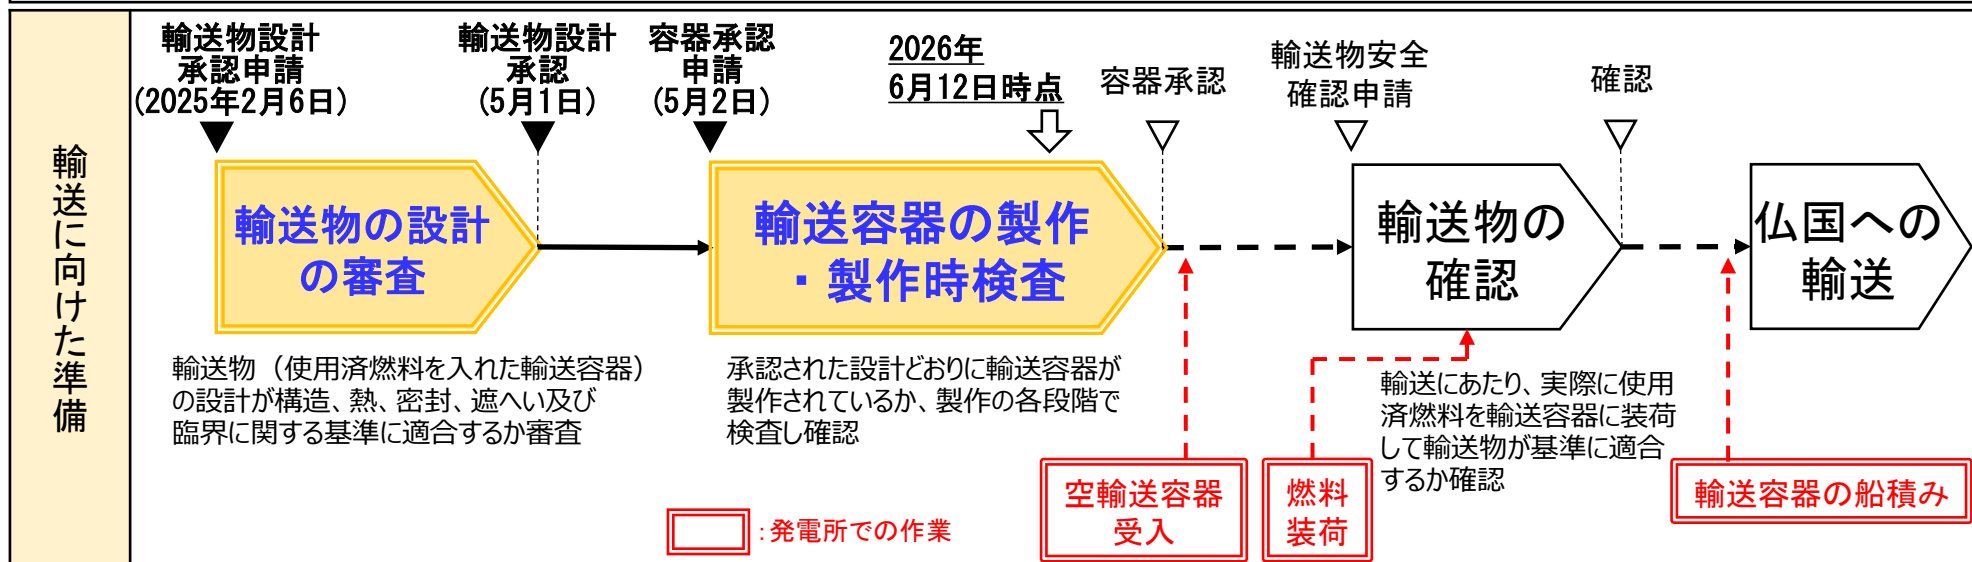 輸送に向けた準備
輸送物設計
承認申請
(2025年2月6日)
輸送物設計
承認
(5月1日)
容器承認
申請
(5月2日)
2026年
6月12日時点
容器承認
輸送物安全
確認申請
確認
輸送物の設計
の審査
輸送容器の製作
・製作時検査
輸送物の
確認
仏国への
輸送
輸送物（使用済燃料を入れた輸送容器）
の設計が構造、熱、密封、遮へい及び
臨界に関する基準に適合するか審査
承認された設計どおりに輸送容器が
製作されているか、製作の各段階で
検査し確認
輸送にあたり、実際に使用
済燃料を輸送容器に装荷
して輸送物が基準に適合
するか確認
空輸送容器
受入
燃料
装荷
輸送容器の船積み
：発電所での作業